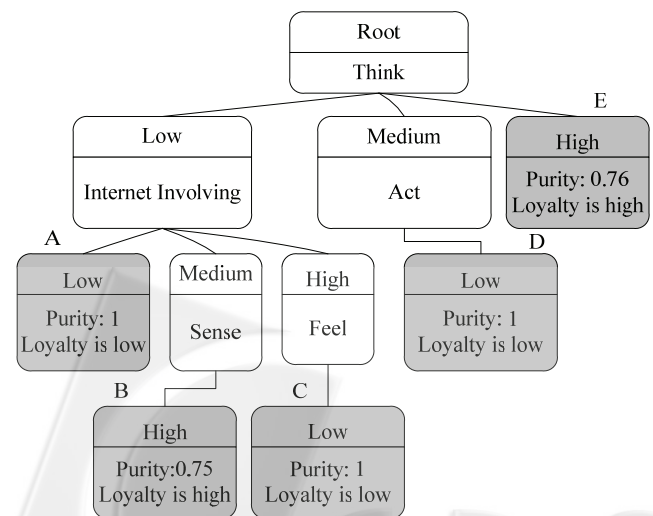 Root
Think
E
Low
Medium
High
Internet Involving
Act
Purity: 0.76
Loyalty is high
A
D
Low
Medium
High
Low
Purity: 1
Loyalty is low
Sense
Feel
Purity: 1
Loyalty is low
B
C
High
Low
Purity:0.75
Loyalty is high
Purity: 1
Loyalty is low